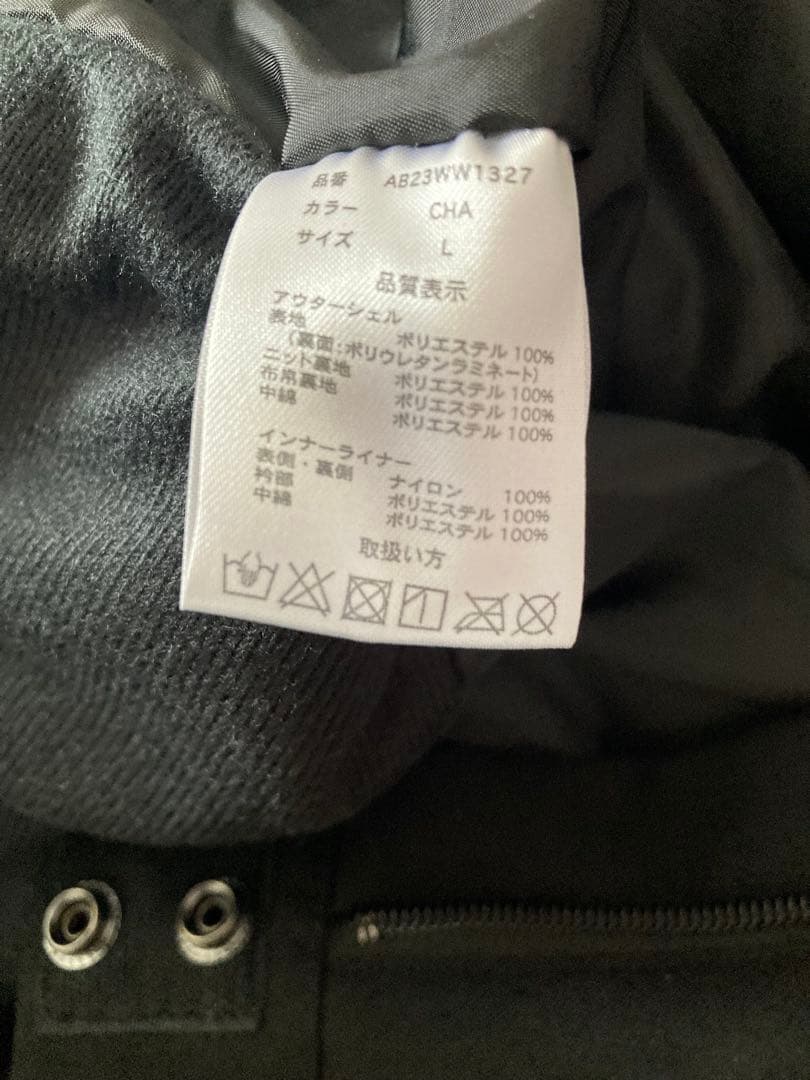 品番 AB23WW1327
カラー CHA
サイズ L
品質表示
アウターシェル
表地 ポリエステル 100%
(裏面:ポリウレタンラミネート)
ニット裏地 ポリエステル 100%
布帛裏地 ポリエステル 100%
中綿 ポリエステル 100%
インナーライナー
表側・裏側 ナイロン 100%
衿部 ポリエステル 100%
中綿 ポリエステル 100%
取扱い方